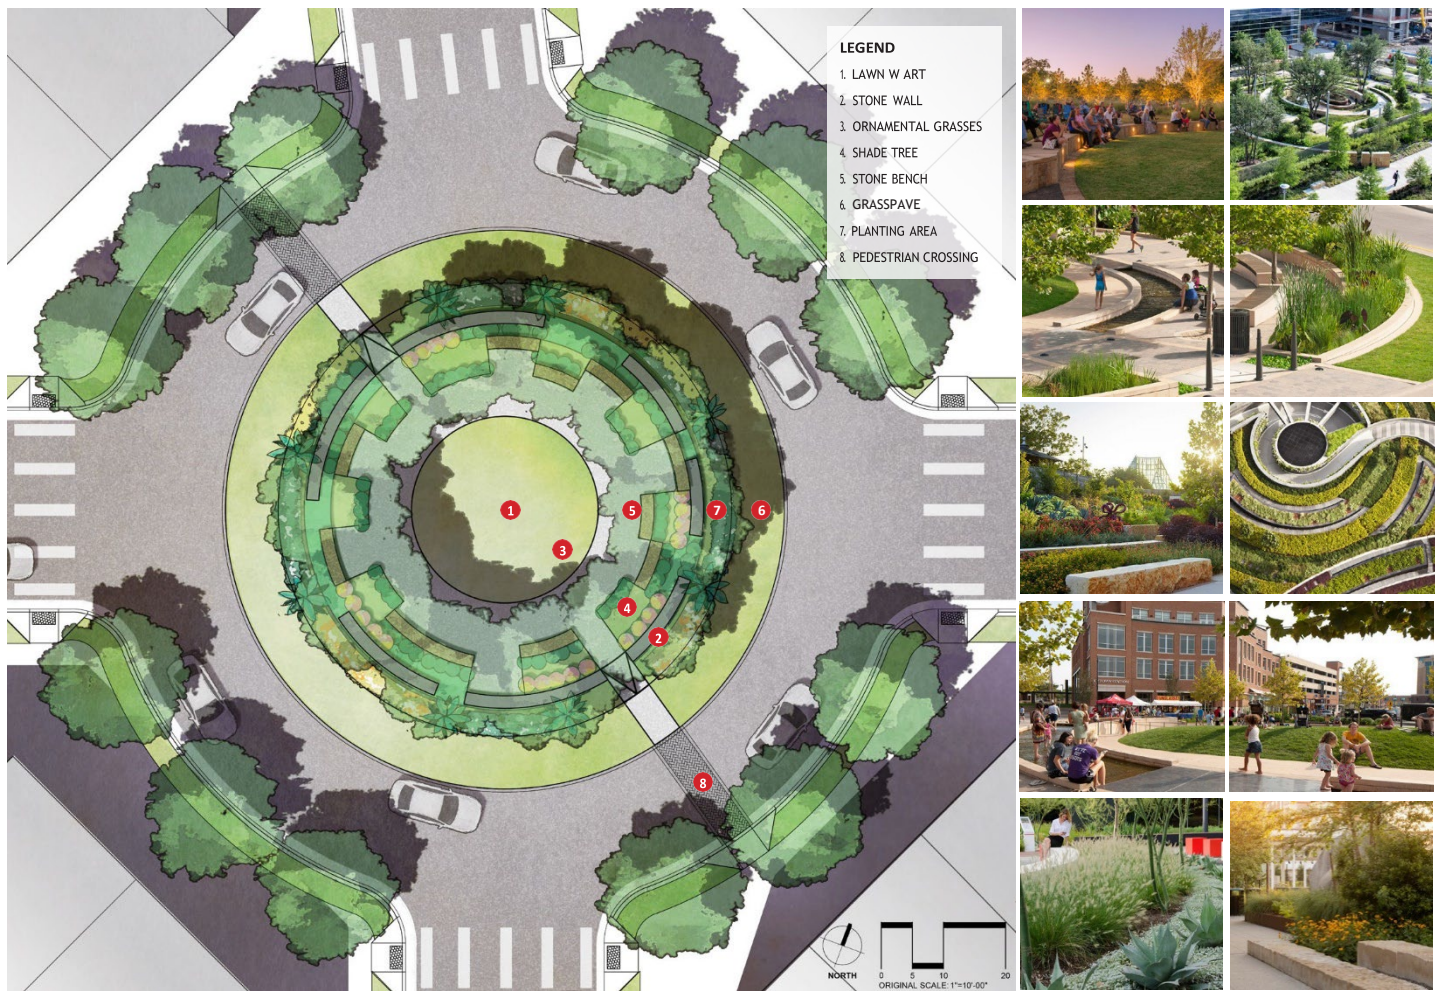 LEGEND
1. LAWN W ART
2. STONE WALL
3. ORNAMENTAL GRASSES
4. SHADE TREE
5. STONE BENCH
6. GRASSPAVE
7. PLANTING AREA
8. PEDESTRIAN CROSSING
1
5
7
6
3
4
2
8
NORTH
0 5 10 20
ORIGINAL SCALE: 1"=10'-00"